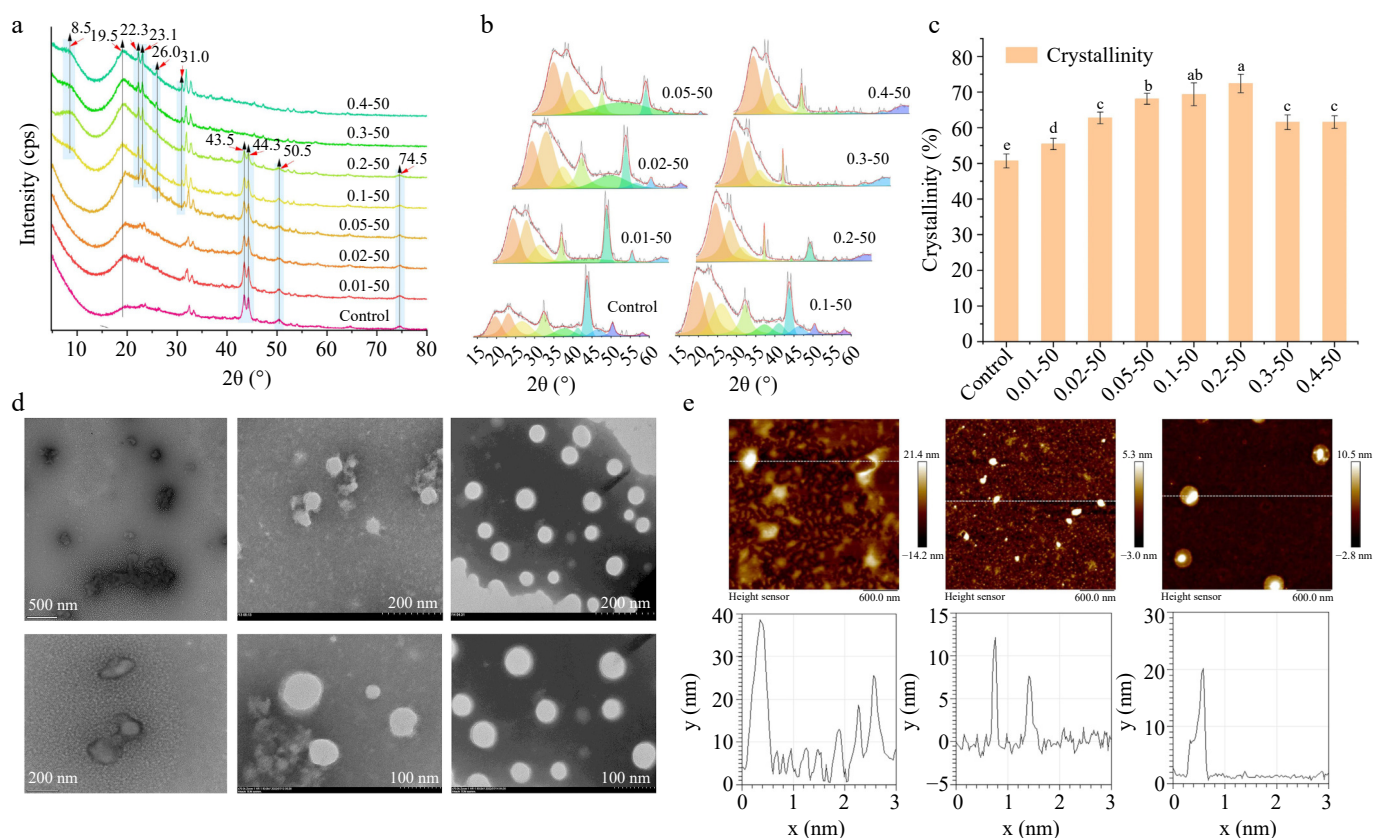 a
8.5
19.5
22.3
23.1
26.0
31.0
43.5
44.3
50.5
74.5
0.4-50
0.3-50
0.2-50
0.1-50
0.05-50
0.02-50
0.01-50
Control
Intensity (cps)
5 10 20 30 40 50 60 70 80
2θ (°)
b
0.05-50
0.02-50
0.01-50
Control
15 20 25 30 35 40 45 50 55 60
2θ (°)
0.4-50
0.3-50
0.2-50
0.1-50
15 20 25 30 35 40 45 50 55 60
2θ (°)
c
Crystallinity
Crystallinity (%)
85
80
70
60
50
40
30
20
10
0
e d c b ab a c c
Control 0.01-50 0.02-50 0.05-50 0.1-50 0.2-50 0.3-50 0.4-50
d
500 nm
200 nm
200 nm
200 nm
100 nm
100 nm
e
21.4 nm
−14.2 nm
Height sensor 600.0 nm
5.3 nm
−3.0 nm
Height sensor 600.0 nm
10.5 nm
−2.8 nm
Height sensor 600.0 nm
y (nm)
40
30
20
10
0
0 1 2 3
x (nm)
y (nm)
15
10
5
0
−5
0 1 2 3
x (nm)
y (nm)
30
20
10
0
0 1 2 3
x (nm)